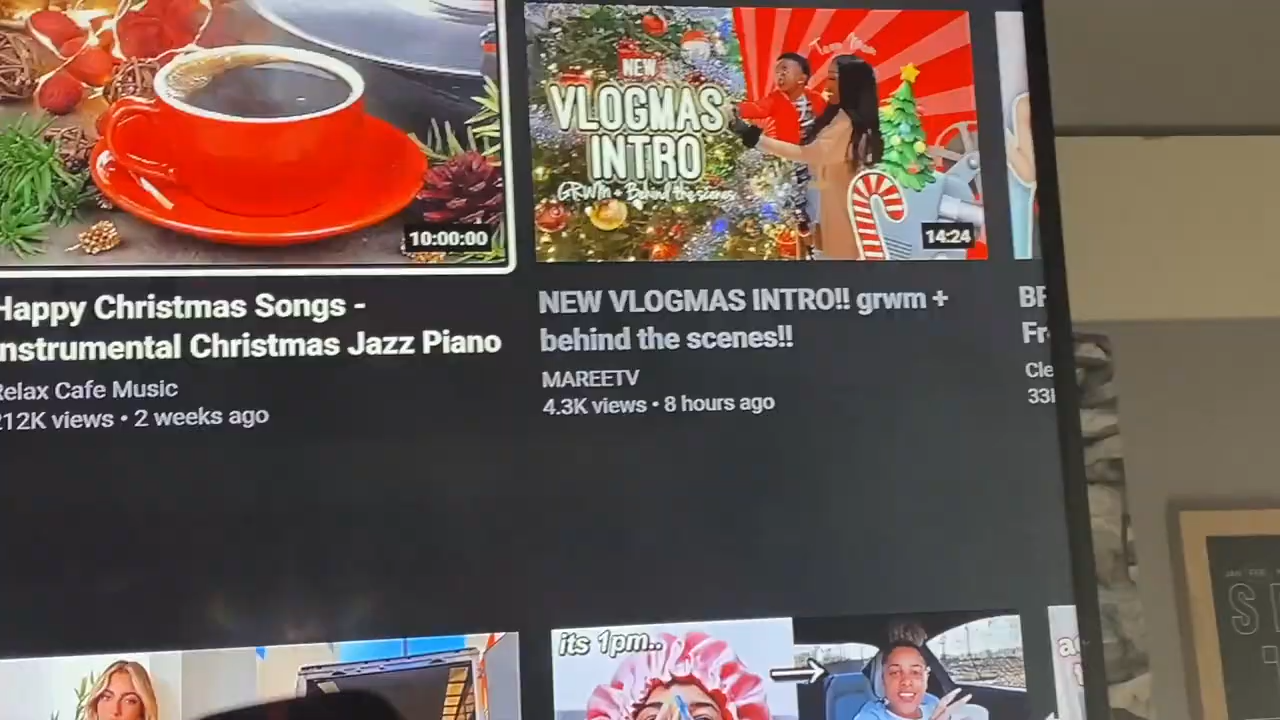 10:00:00
Happy Christmas Songs -
Instrumental Christmas Jazz Piano
Relax Cafe Music
212K views • 2 weeks ago
NEW
VLOGMAS
INTRO
GRWM + Behind the scenes
14:24
NEW VLOGMAS INTRO!! grwm +
behind the scenes!!
MAREETV
4.3K views • 8 hours ago
Cle
its 1pm..